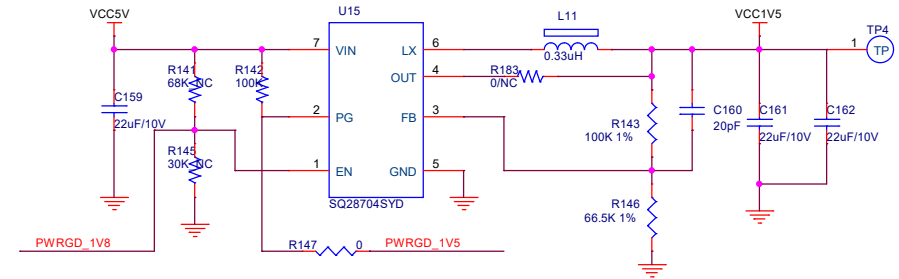 U15
VCC5V
L11
VCC1V5
TP4
7 VIN
LX 6
0.33uH
1 TP
R141
68K NC
R142
100K
OUT 4
R183
0/NC
C159
22uF/10V
2 PG
FB 3
R143
100K 1%
C160
20pF
C161
22uF/10V
C162
22uF/10V
R145
30K NC
1 EN
GND 5
SQ28704SYD
R146
66.5K 1%
PWRGD_1V8
R147 0
PWRGD_1V5